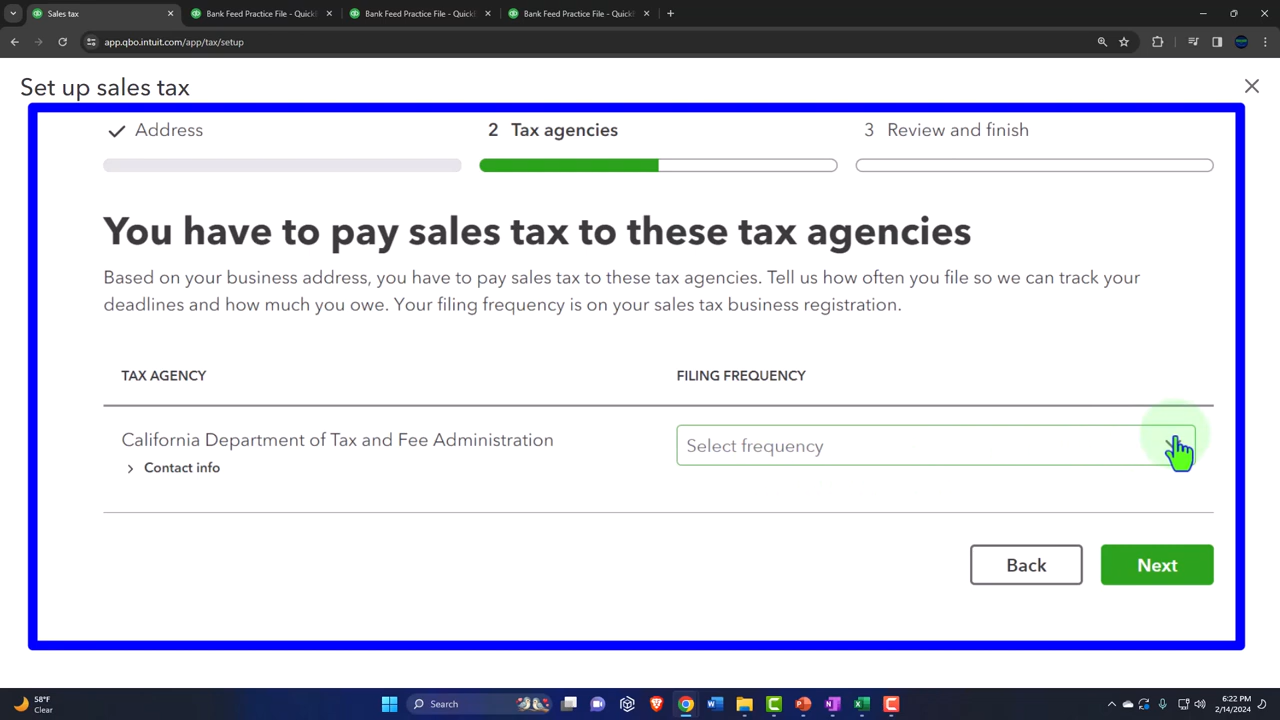 Sales tax
Bank Feed Practice File - Quick
Bank Feed Practice File - Quick
Bank Feed Practice File - Quick
app.qbo.intuit.com/app/tax/setup
Set up sales tax
Address
2 Tax agencies
3 Review and finish
You have to pay sales tax to these tax agencies
Based on your business address, you have to pay sales tax to these tax agencies. Tell us how often you file so we can track your
deadlines and how much you owe. Your filing frequency is on your sales tax business registration.
TAX AGENCY
FILING FREQUENCY
California Department of Tax and Fee Administration
Select frequency
Contact info
Back
Next
58°F
Clear
Search
6:22 PM
2/14/2024